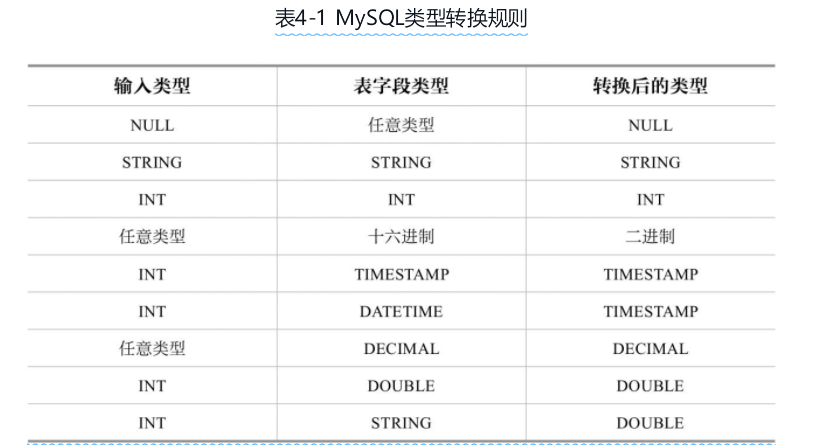 表4-1 MySQL类型转换规则
输入类型 表字段类型 转换后的类型
NULL 任意类型 NULL
STRING STRING STRING
INT INT INT
任意类型 十六进制 二进制
INT TIMESTAMP TIMESTAMP
INT DATETIME TIMESTAMP
任意类型 DECIMAL DECIMAL
INT DOUBLE DOUBLE
INT STRING DOUBLE